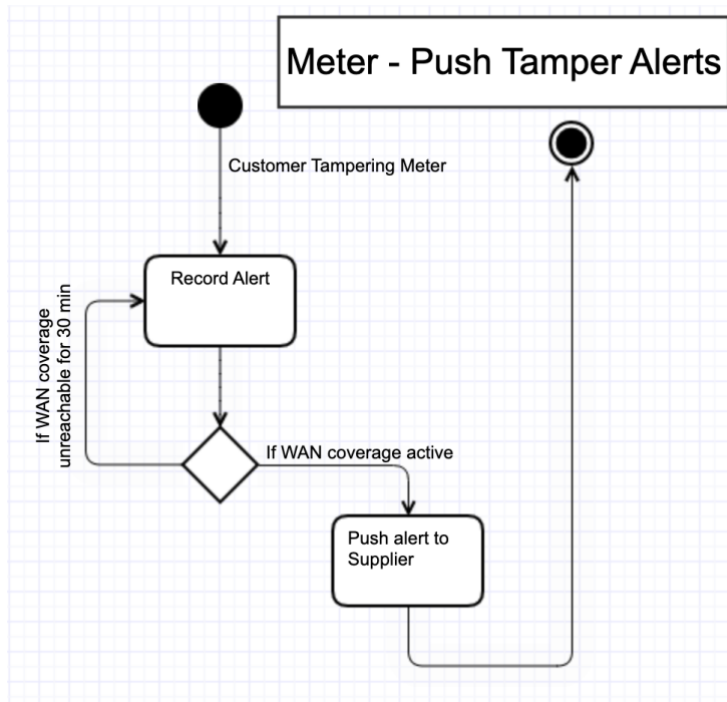 Meter - Push Tamper Alerts
Customer Tampering Meter
Record Alert
If WAN coverage
unreachable for 30 min
If WAN coverage active
Push alert to
Supplier